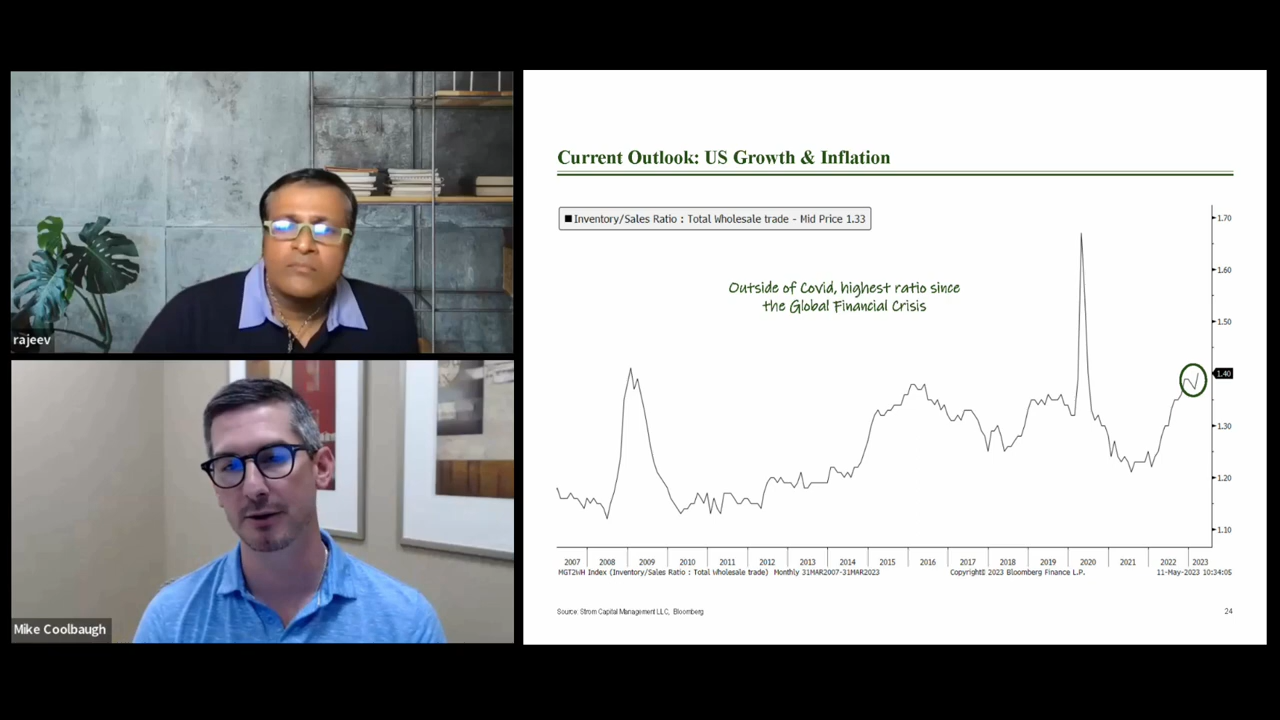 rajeev
Mike Coolbaugh
Current Outlook: US Growth & Inflation
Inventory/Sales Ratio : Total Wholesale trade - Mid Price 1.33
Outside of Covid, highest ratio since
the Global Financial Crisis
1.70
1.60
1.50
1.40
1.30
1.20
1.10
2007 2008 2009 2010 2011 2012 2013 2014 2015 2016 2017 2018 2019 2020 2021 2022 2023
MGT2WH Index (Inventory/Sales Ratio : Total Wholesale trade) Monthly 31MAR2007-31MAR2023 Copyright© 2023 Bloomberg Finance L.P. 11-May-2023 10:34:05
Source: Strom Capital Management LLC, Bloomberg
24